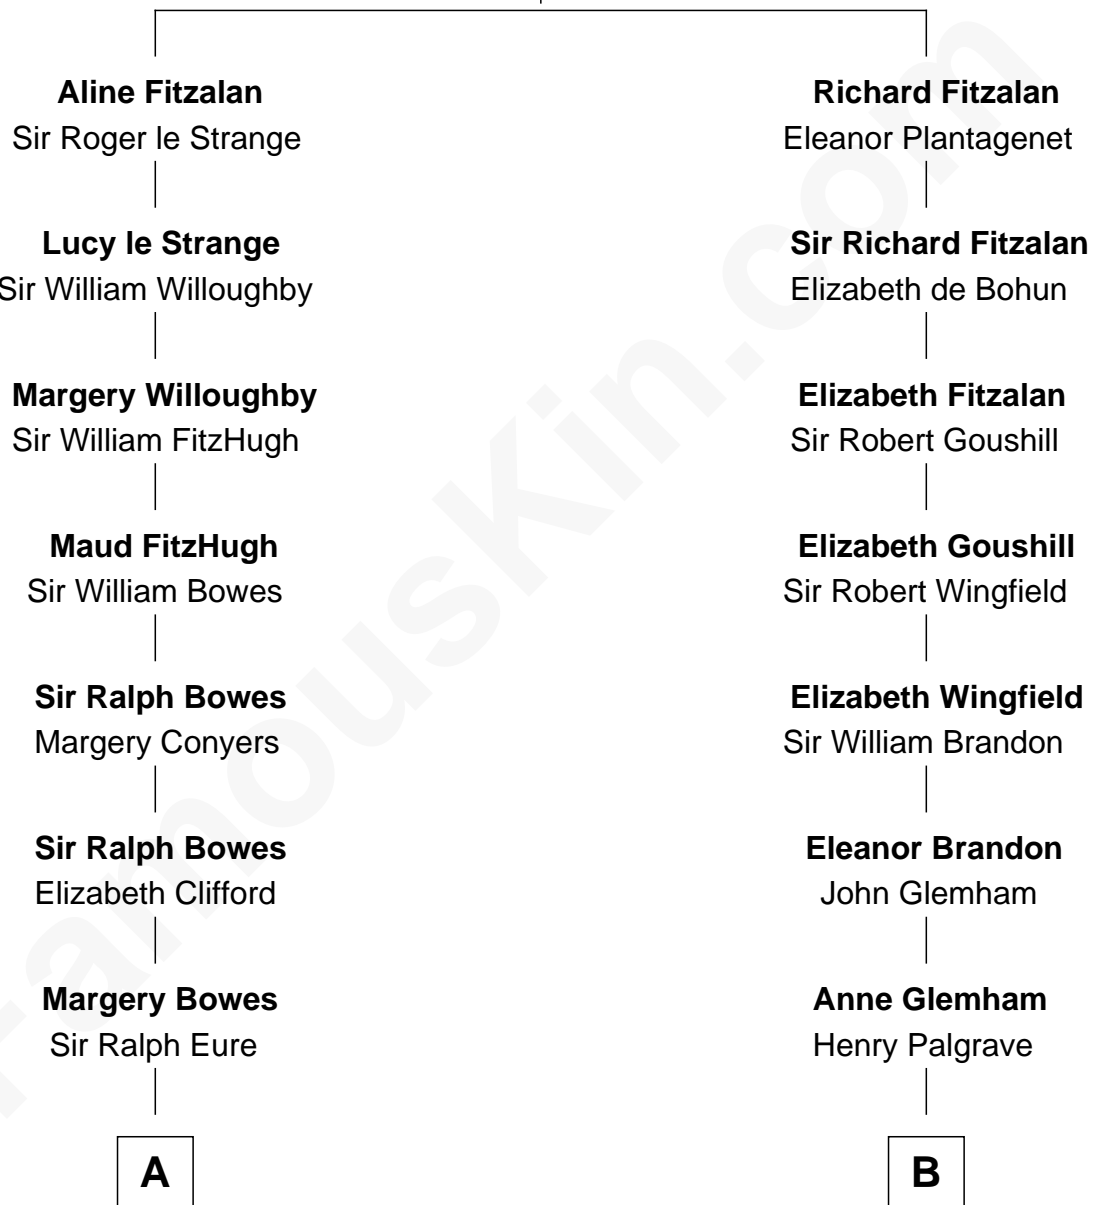 Aline Fitzalan
Sir Roger le Strange
Lucy le Strange
Sir William Willoughby
Margery Willoughby
Sir William FitzHugh
Maud FitzHugh
Sir William Bowes
Sir Ralph Bowes
Margery Conyers
Sir Ralph Bowes
Elizabeth Clifford
Margery Bowes
Sir Ralph Eure
A
Richard Fitzalan
Eleanor Plantagenet
Sir Richard Fitzalan
Elizabeth de Bohun
Elizabeth Fitzalan
Sir Robert Goushill
Elizabeth Goushill
Sir Robert Wingfield
Elizabeth Wingfield
Sir William Brandon
Eleanor Brandon
John Glemham
Anne Glemham
Henry Palgrave
B
FamousKin.com